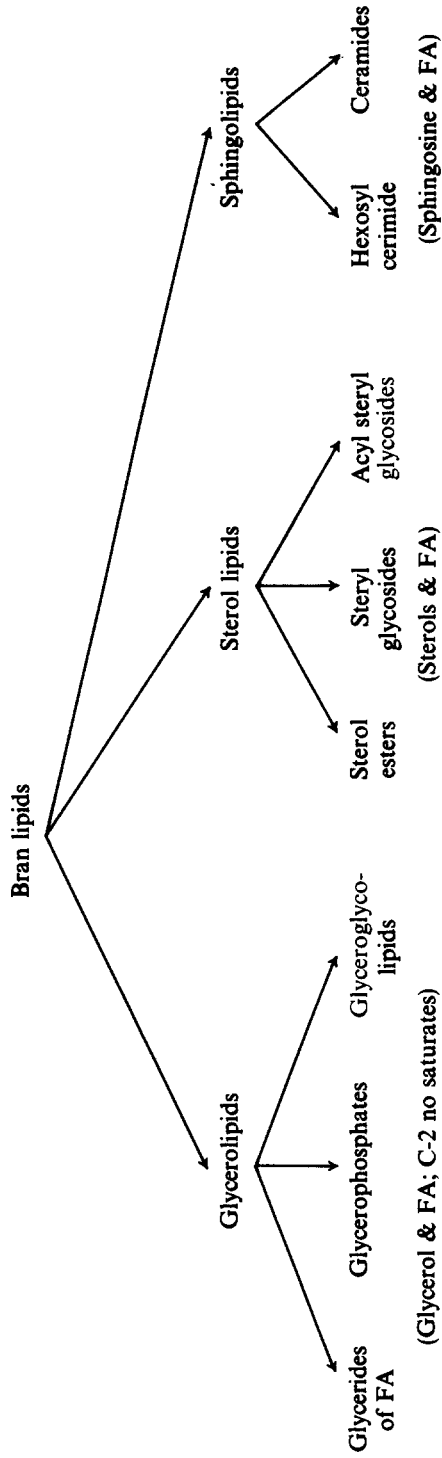 Bran lipids
Glycerolipids
Sterol lipids
Sphingolipids
Glycerides
of FA
Glycerophosphates
Glyceroglyco-
lipids
Sterol
esters
Steryl
glycosides
Acyl steryl
glycosides
Hexosyl
cerimide
Ceramides
(Glycerol & FA; C-2 no saturates)
(Sterols & FA)
(Sphingosine & FA)